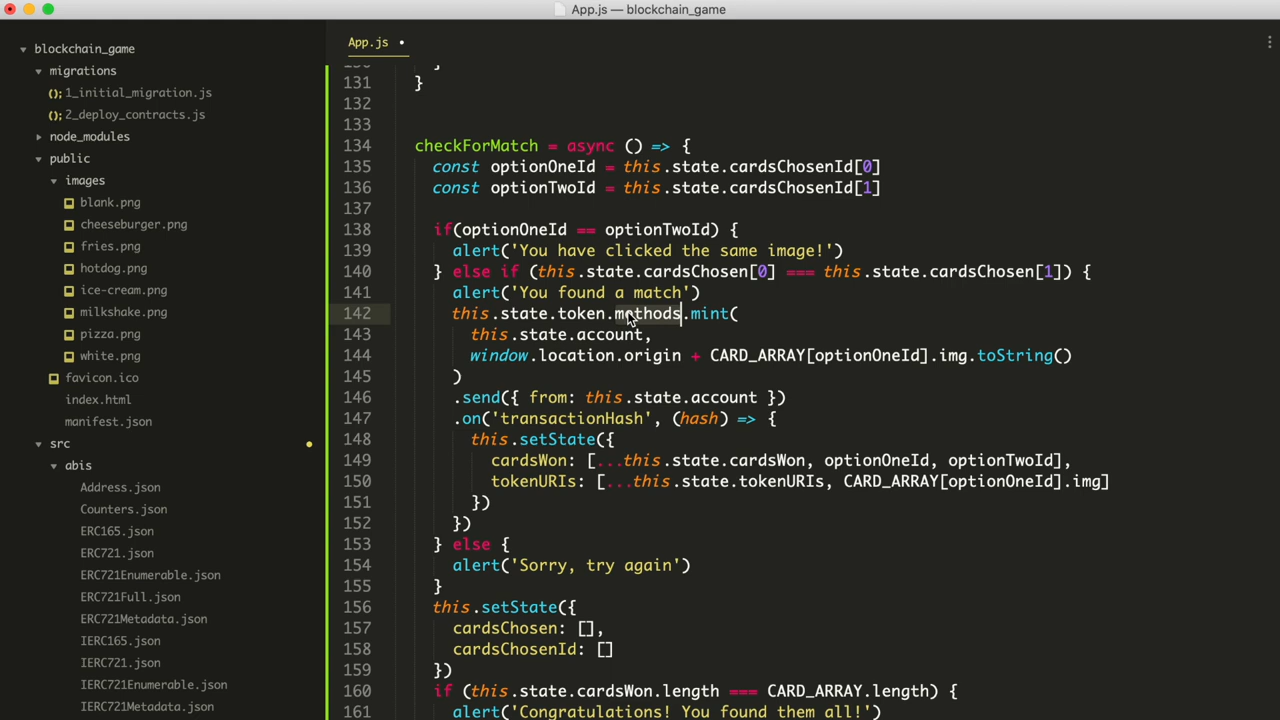 App.js — blockchain_game
blockchain_game
migrations
1_initial_migration.js
2_deploy_contracts.js
node_modules
public
images
blank.png
cheeseburger.png
fries.png
hotdog.png
ice-cream.png
milkshake.png
pizza.png
white.png
favicon.ico
index.html
manifest.json
src
abis
Address.json
Counters.json
ERC165.json
ERC721.json
ERC721Enumerable.json
ERC721Full.json
ERC721Metadata.json
IERC165.json
IERC721.json
IERC721Enumerable.json
IERC721Metadata.json
App.js
130 }
131 }
132
133
134 checkForMatch = async () => {
135 const optionOneId = this.state.cardsChosenId[0]
136 const optionTwoId = this.state.cardsChosenId[1]
137
138 if(optionOneId == optionTwoId) {
139 alert('You have clicked the same image!')
140 } else if (this.state.cardsChosen[0] === this.state.cardsChosen[1]) {
141 alert('You found a match')
142 this.state.token.methods.mint(
143 this.state.account,
144 window.location.origin + CARD_ARRAY[optionOneId].img.toString()
145 )
146 .send({ from: this.state.account })
147 .on('transactionHash', (hash) => {
148 this.setState({
149 cardsWon: [...this.state.cardsWon, optionOneId, optionTwoId],
150 tokenURIs: [...this.state.tokenURIs, CARD_ARRAY[optionOneId].img]
151 })
152 })
153 } else {
154 alert('Sorry, try again')
155 }
156 this.setState({
157 cardsChosen: [],
158 cardsChosenId: []
159 })
160 if (this.state.cardsWon.length === CARD_ARRAY.length) {
161 alert('Congratulations! You found them all!')